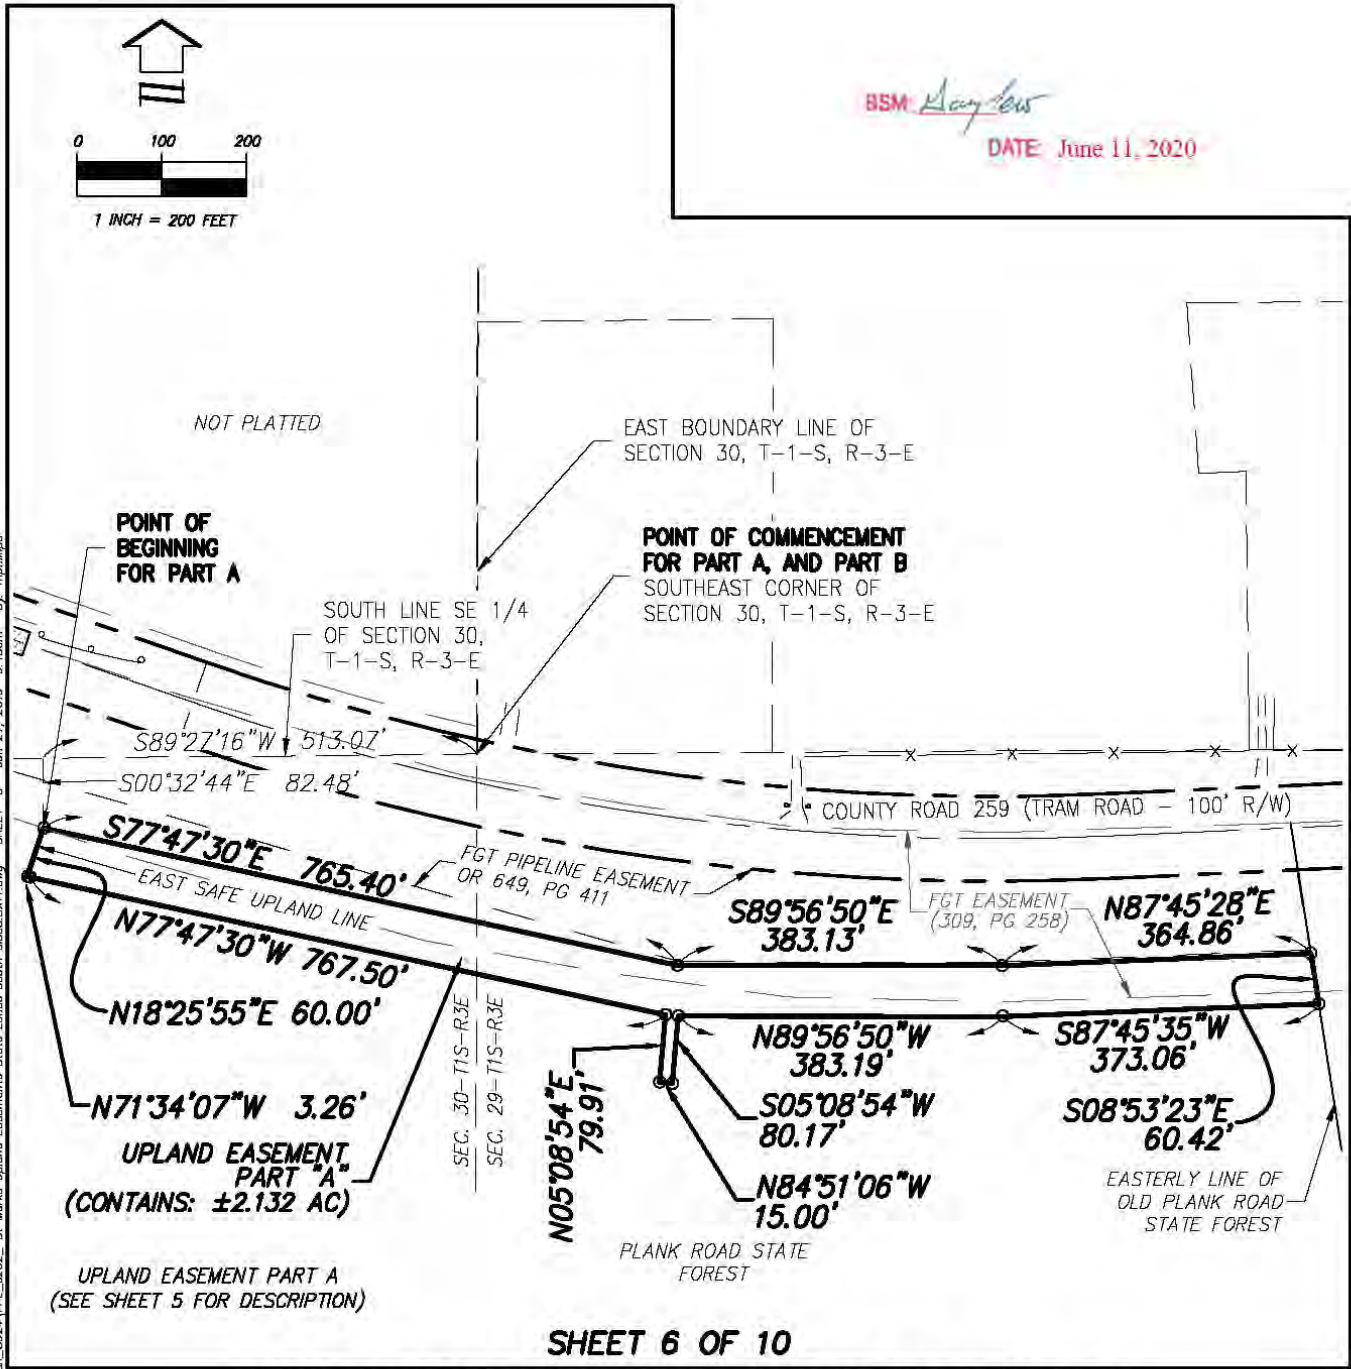 BSM:
DATE: June 11, 2020
0 100 200
1 INCH = 200 FEET
NOT PLATTED
EAST BOUNDARY LINE OF
SECTION 30, T-1-S, R-3-E
POINT OF
BEGINNING
FOR PART A
POINT OF COMMENCEMENT
FOR PART A, AND PART B
SOUTHEAST CORNER OF
SECTION 30, T-1-S, R-3-E
SOUTH LINE SE 1/4
OF SECTION 30,
T-1-S, R-3-E
S89°27'16"W 513.07'
S00°32'44"E 82.48'
COUNTY ROAD 259 (TRAM ROAD - 100' R/W)
S77°47'30"E 765.40'
FGT PIPELINE EASEMENT
OR 649, PG 411
EAST SAFE UPLAND LINE
N77°47'30"W 767.50'
S89°56'50"E
383.13'
FGT EASEMENT
(309, PG 258)
N87°45'28"E
364.86'
N18°25'55"E 60.00'
N71°34'07"W 3.26'
UPLAND EASEMENT
PART "A"
(CONTAINS: ±2.132 AC)
SEC. 30-T1S-R3E
SEC. 29-T1S-R3E
N05°08'54"E
79.91'
N89°56'50"W
383.19'
S87°45'35"W
373.06'
S05°08'54"W
80.17'
S08°53'23"E
60.42'
N84°51'06"W
15.00'
EASTERLY LINE OF
OLD PLANK ROAD
STATE FOREST
PLANK ROAD STATE
FOREST
UPLAND EASEMENT PART A
(SEE SHEET 5 FOR DESCRIPTION)
SHEET 6 OF 10